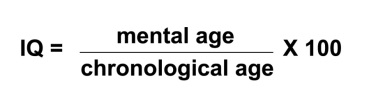 mental age
IQ = ———————— X 100
chronological age